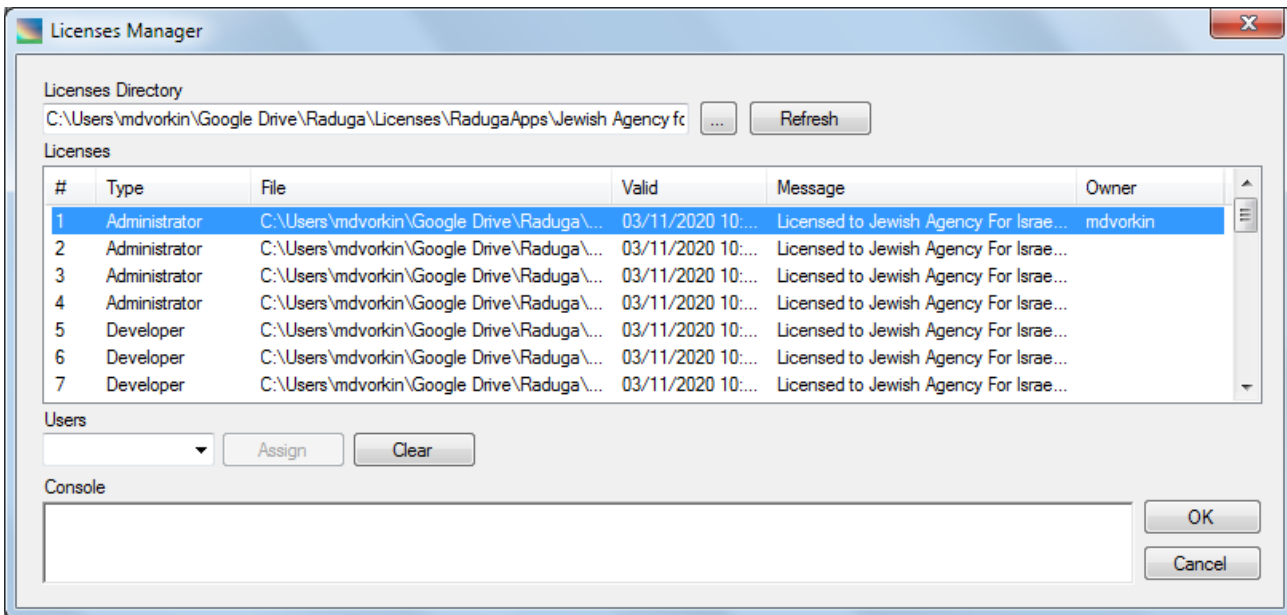 Licenses Manager
Licenses Directory
C:\Users\mdvorkin\Google Drive\Raduga\Licenses\RadugaApps\Jewish Agency fo
... Refresh
Licenses
# Type File Valid Message Owner
1 Administrator C:\Users\mdvorkin\Google Drive\Raduga\... 03/11/2020 10:... Licensed to Jewish Agency For Israe... mdvorkin
2 Administrator C:\Users\mdvorkin\Google Drive\Raduga\... 03/11/2020 10:... Licensed to Jewish Agency For Israe...
3 Administrator C:\Users\mdvorkin\Google Drive\Raduga\... 03/11/2020 10:... Licensed to Jewish Agency For Israe...
4 Administrator C:\Users\mdvorkin\Google Drive\Raduga\... 03/11/2020 10:... Licensed to Jewish Agency For Israe...
5 Developer C:\Users\mdvorkin\Google Drive\Raduga\... 03/11/2020 10:... Licensed to Jewish Agency For Israe...
6 Developer C:\Users\mdvorkin\Google Drive\Raduga\... 03/11/2020 10:... Licensed to Jewish Agency For Israe...
7 Developer C:\Users\mdvorkin\Google Drive\Raduga\... 03/11/2020 10:... Licensed to Jewish Agency For Israe...
Users
Assign Clear
Console
OK
Cancel